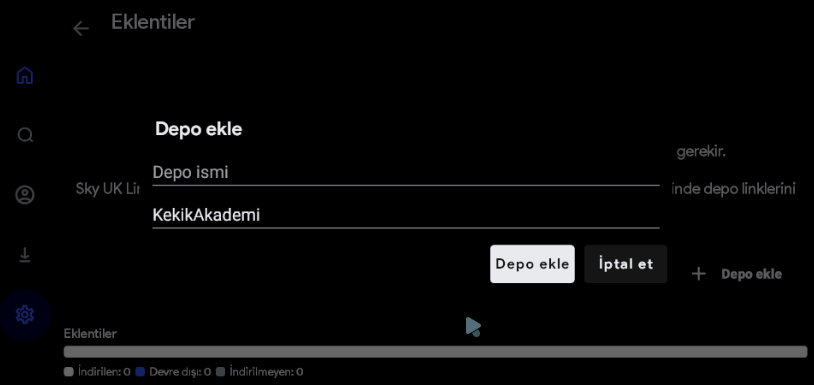 Eklentiler
Depo ekle
gerekir.
Depo ismi
Sky UK Lin
inde depo linklerini
KekikAkademi
Depo ekle
İptal et
Depo ekle
Eklentiler
İndirilen: 0 Devre dışı: 0 İndirilmeyen: 0